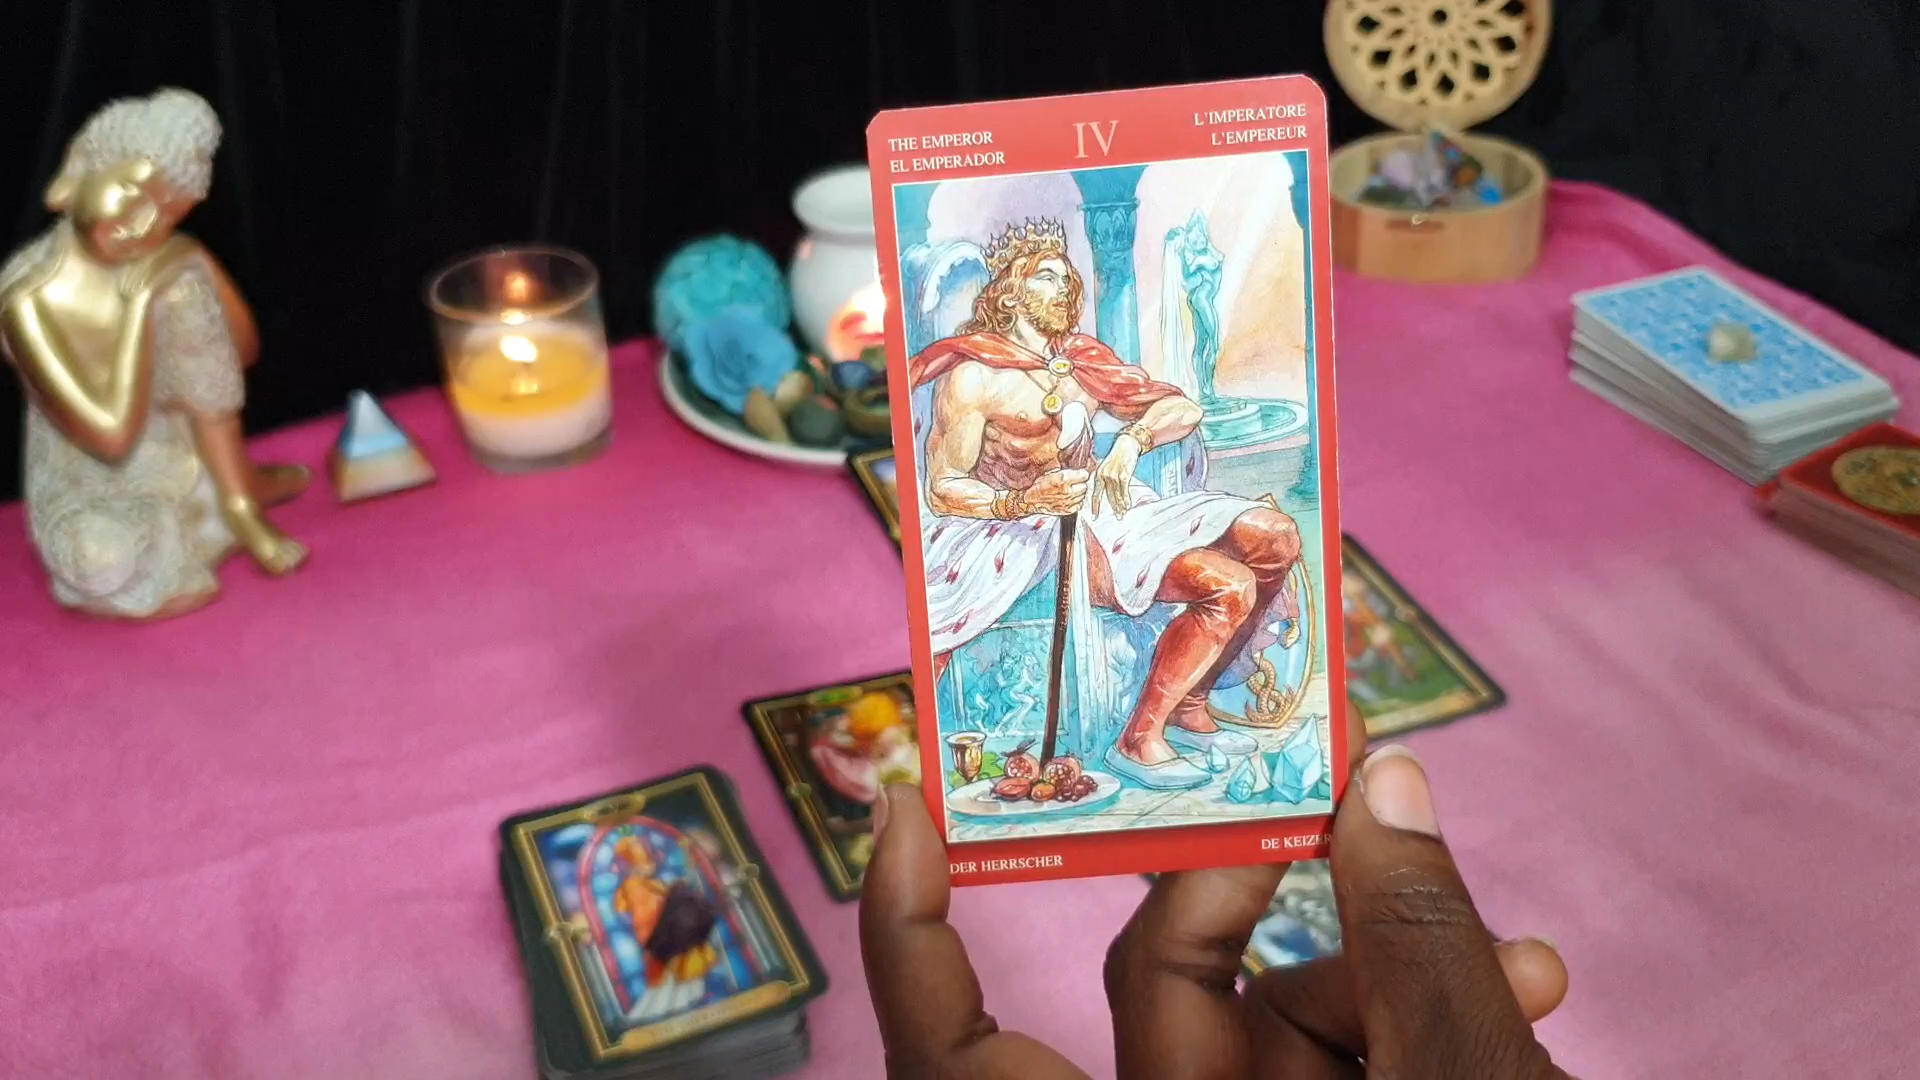 THE EMPEROR
EL EMPERADOR
IV
L'IMPERATORE
L'EMPEREUR
DER HERRSCHER
DE KEIZER